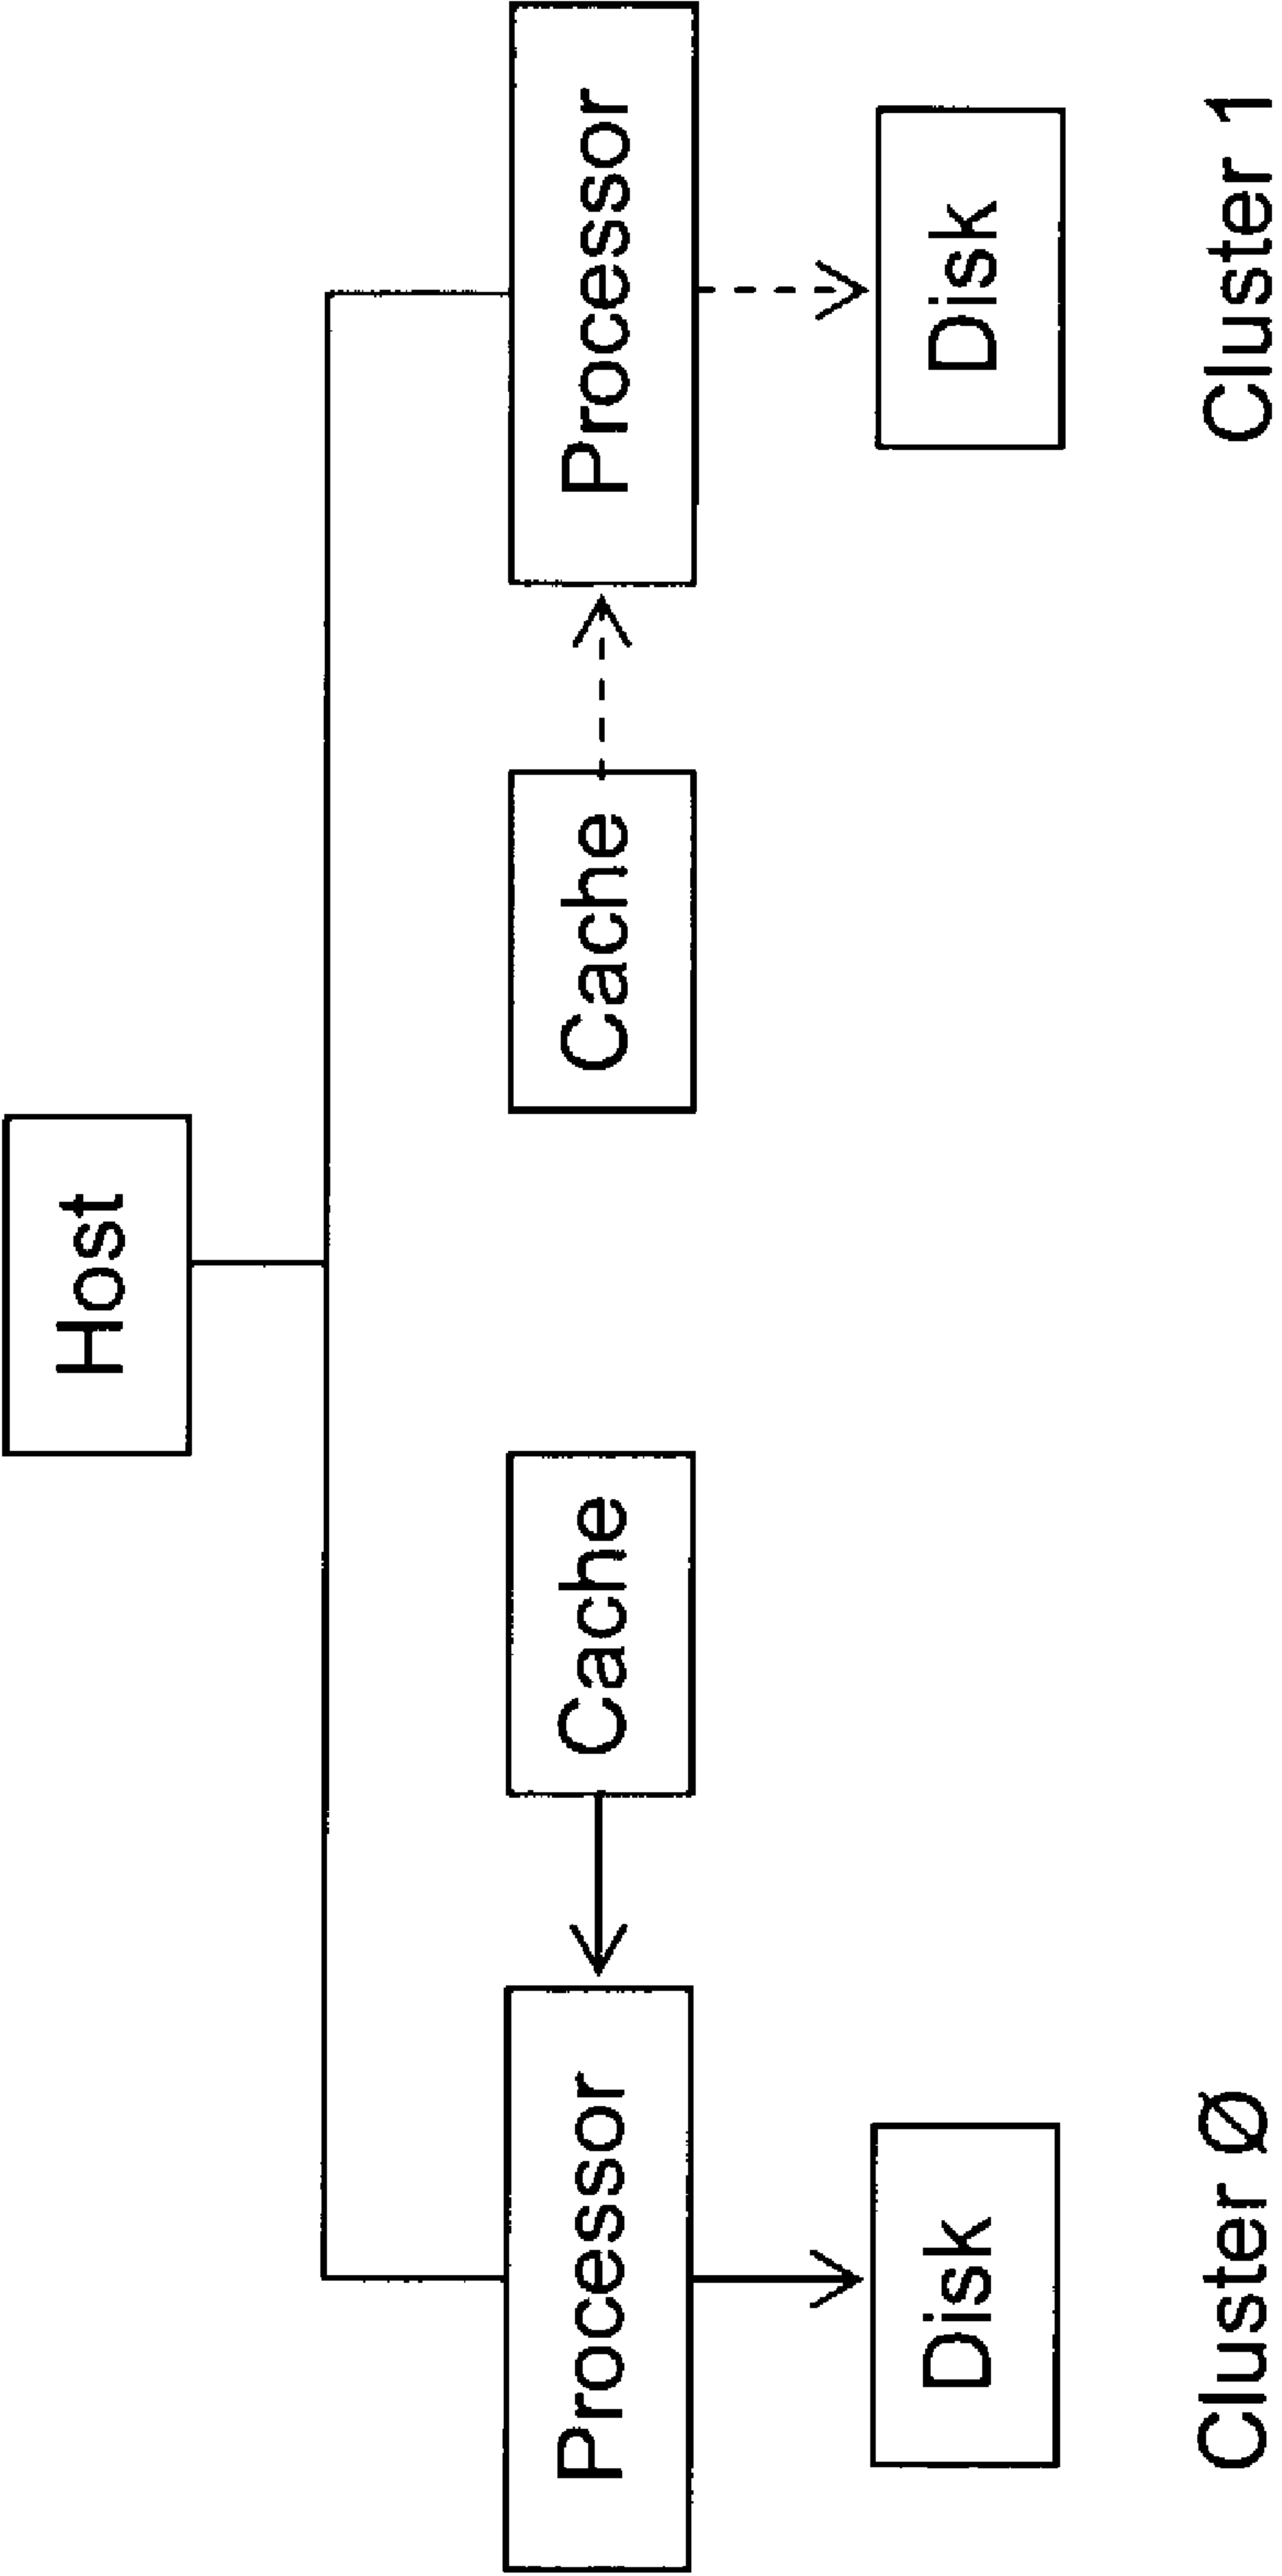 Host
Processor
Cache
Cache
Processor
Disk
Disk
Cluster Ø
Cluster 1